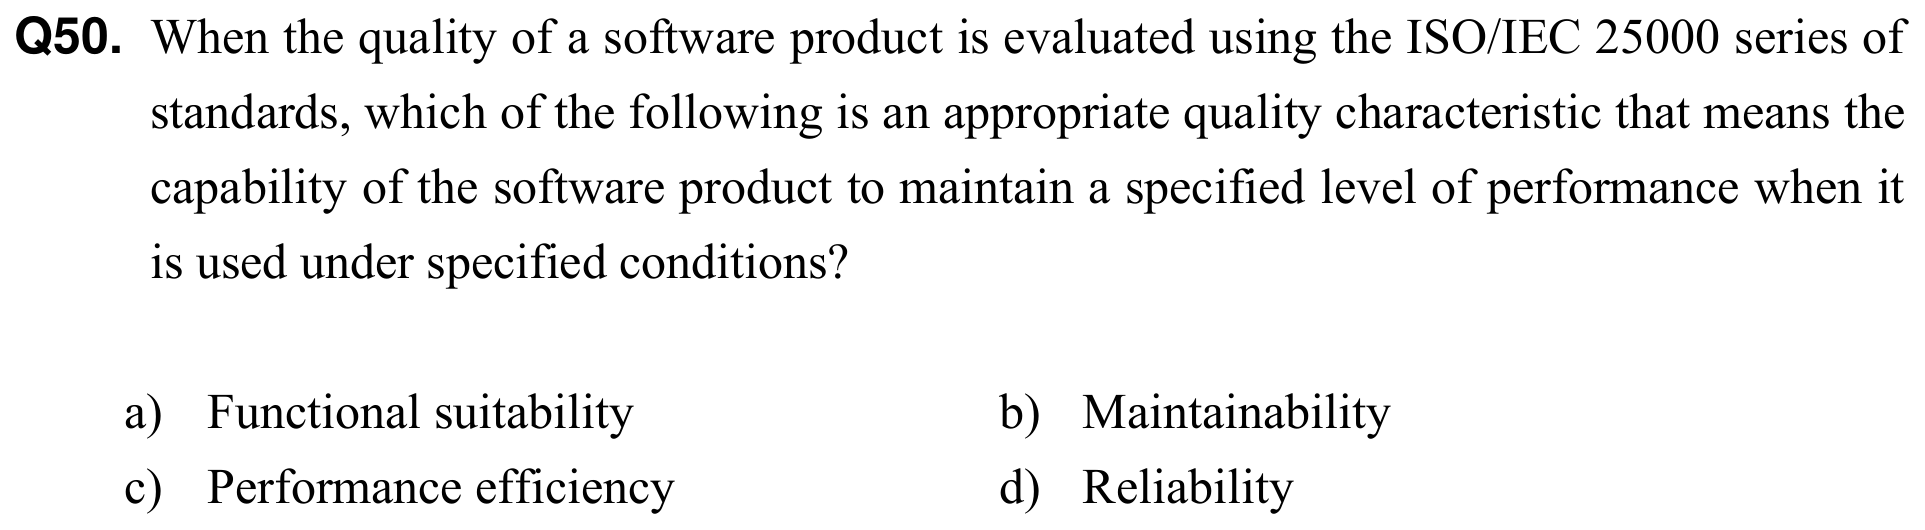 Q50. When the quality of a software product is evaluated using the ISO/IEC 25000 series of
standards, which of the following is an appropriate quality characteristic that means the
capability of the software product to maintain a specified level of performance when it
is used under specified conditions?
a) Functional suitability b) Maintainability
c) Performance efficiency d) Reliability